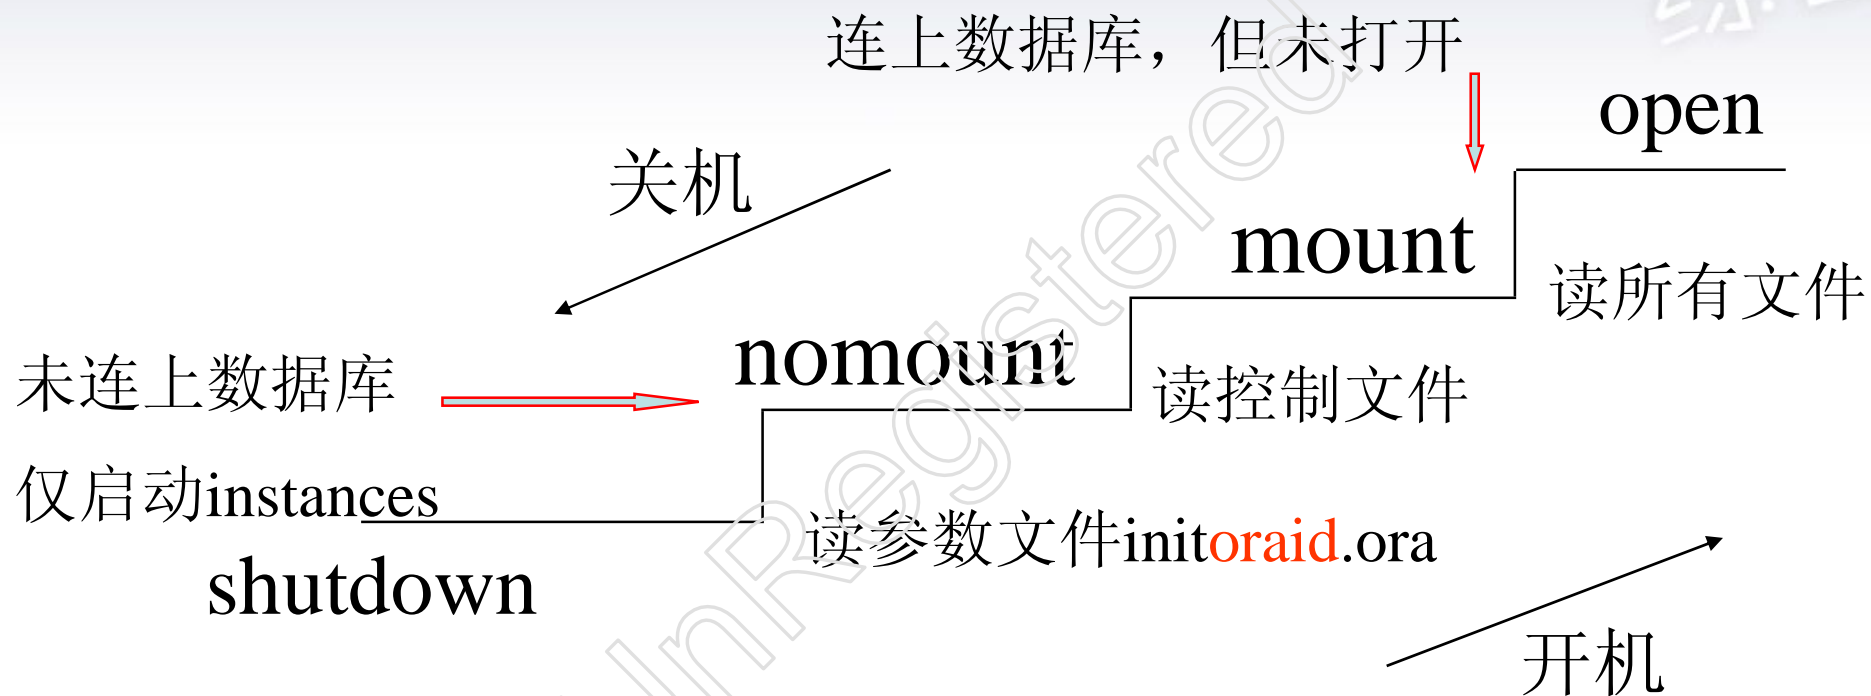 连上数据库，但未打开
open
关机
mount
读所有文件
nomount
未连上数据库
读控制文件
仅启动instances
读参数文件initoraid.ora
shutdown
开机